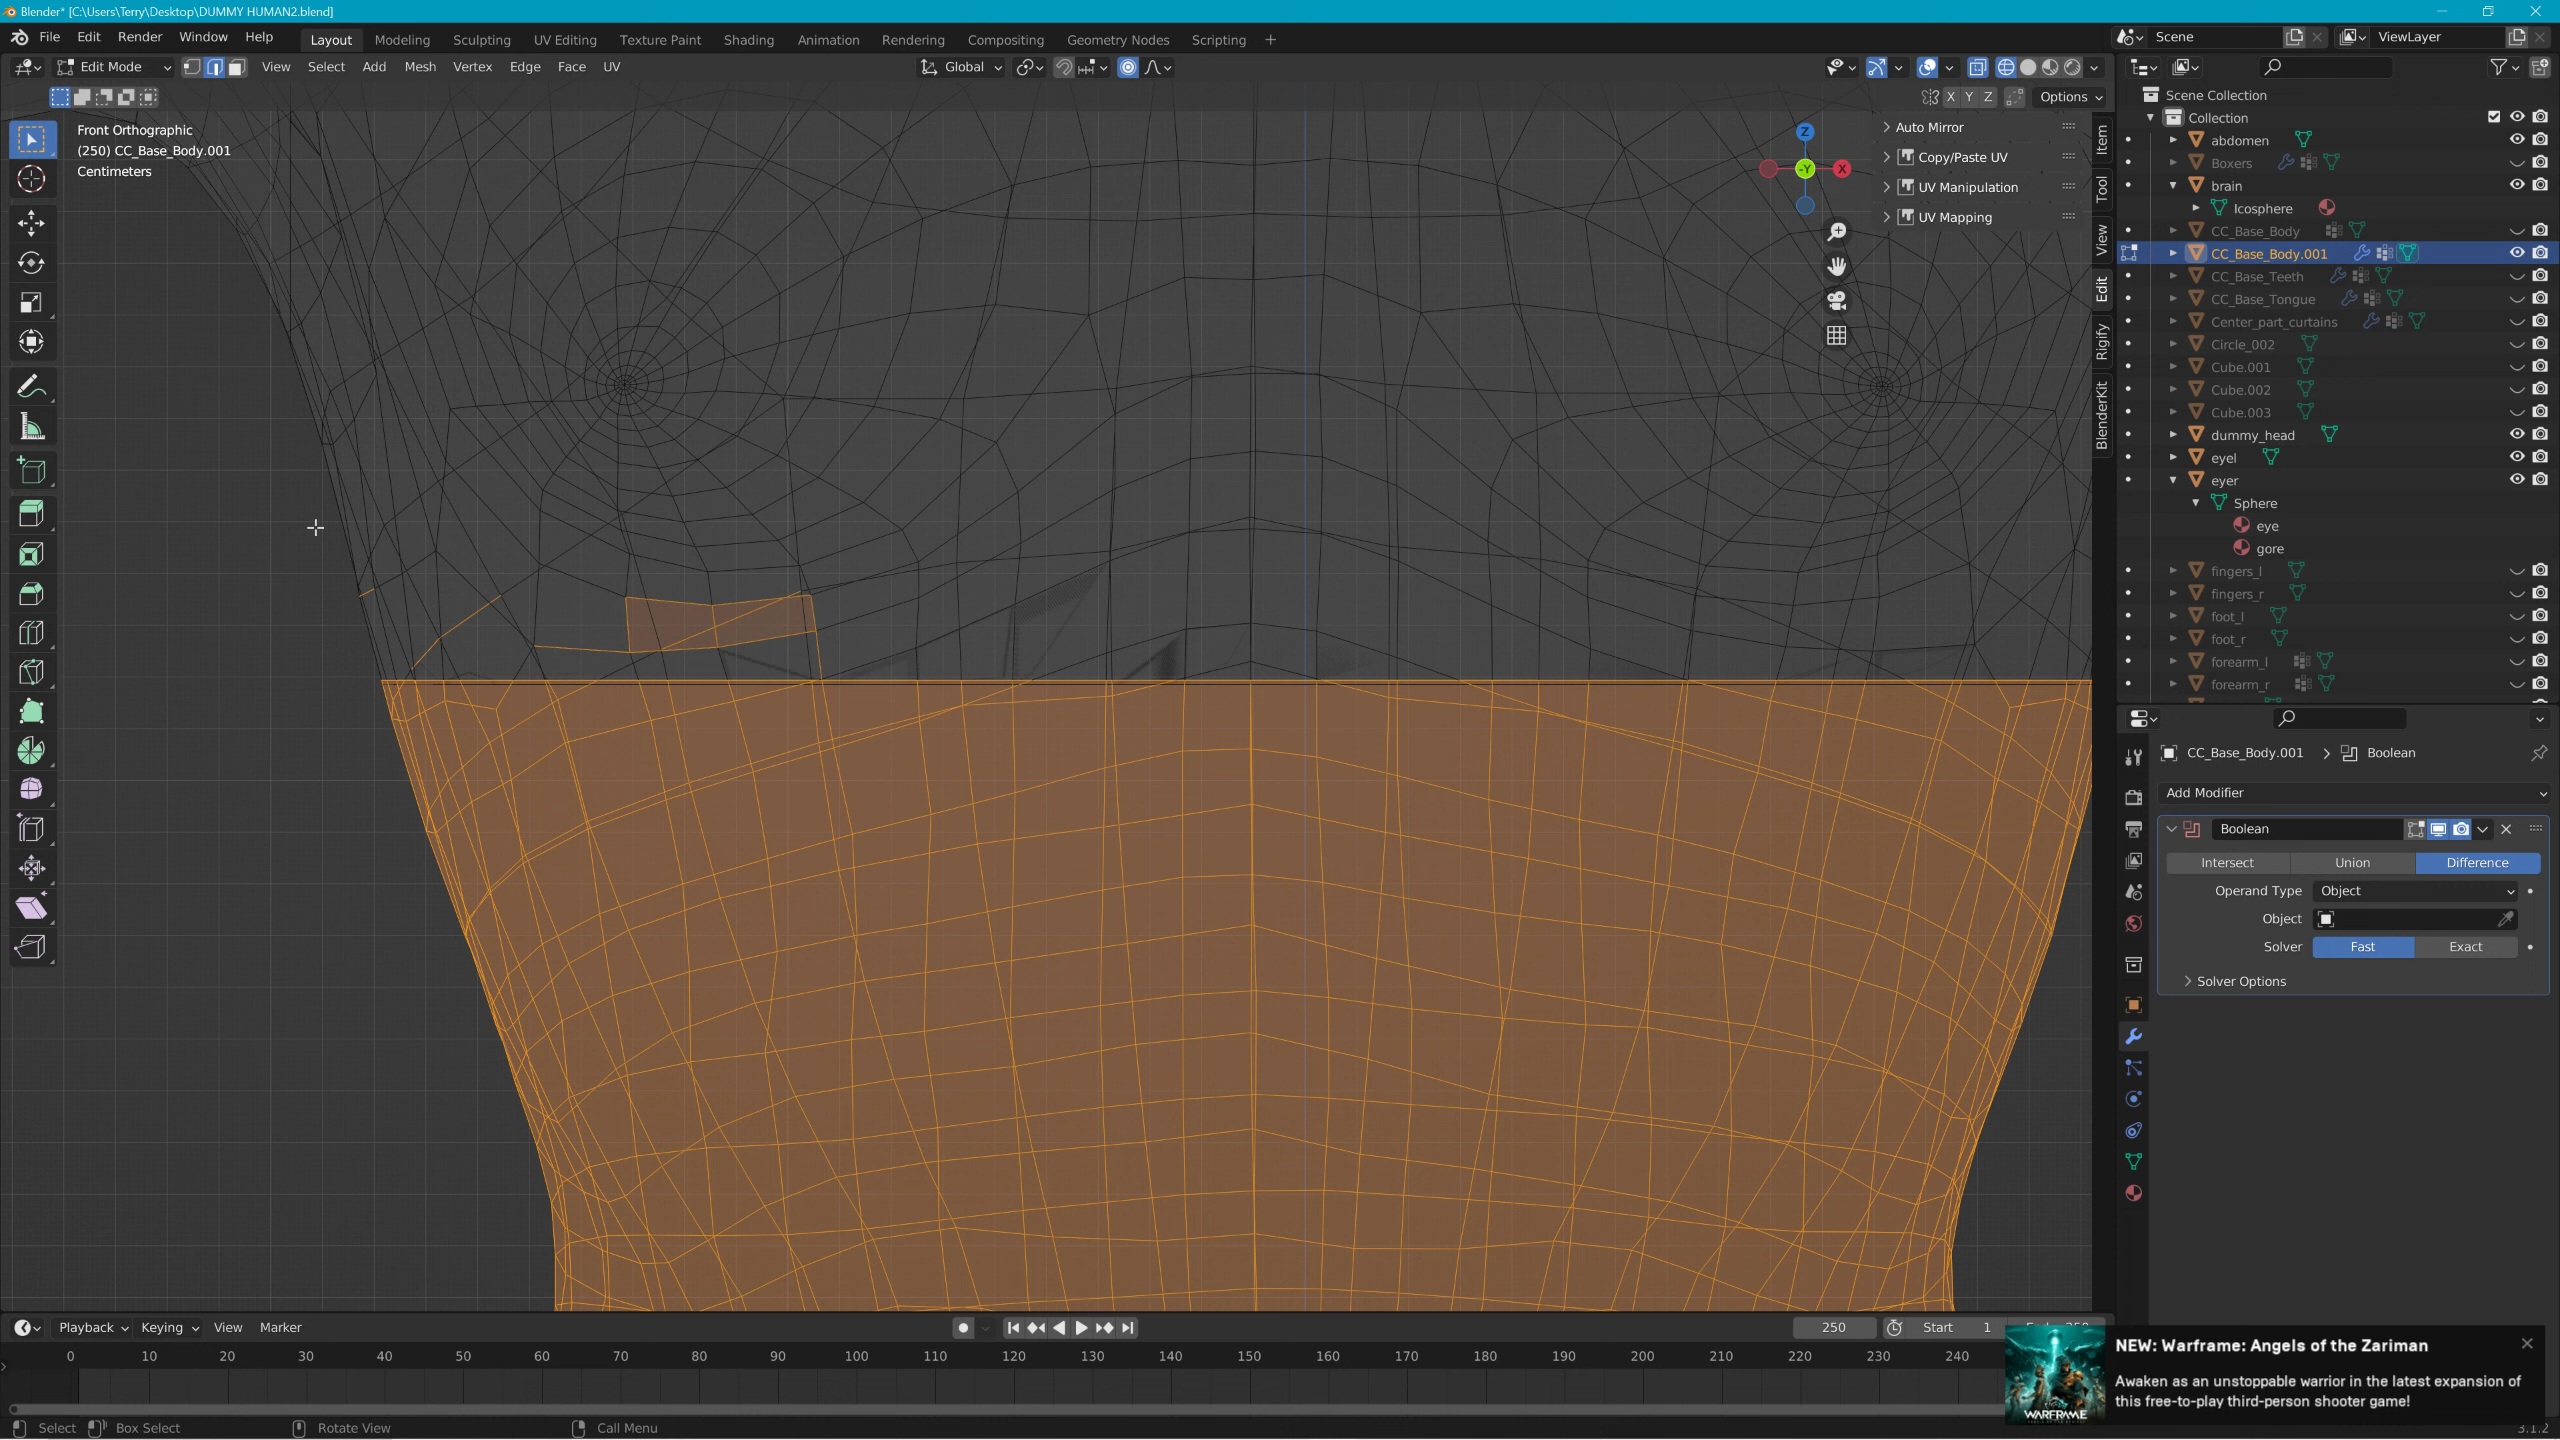 Blender* [C:\Users\Terry\Desktop\DUMMY HUMAN2.blend]
File Edit Render Window Help Layout Modeling Sculpting UV Editing Texture Paint Shading Animation Rendering Compositing Geometry Nodes Scripting + Scene ViewLayer
Edit Mode View Select Add Mesh Vertex Edge Face UV Global
X Y Z Options
Front Orthographic
(250) CC_Base_Body.001
Centimeters
Z
-Y
X
Auto Mirror
Copy/Paste UV
UV Manipulation
UV Mapping
Item
Tool
View
Edit
Rigify
BlenderKit
Scene Collection
Collection
abdomen
Boxers
brain
Icosphere
CC_Base_Body
CC_Base_Body.001
CC_Base_Teeth
CC_Base_Tongue
Center_part_curtains
Circle_002
Cube.001
Cube.002
Cube.003
dummy_head
eyel
eyer
Sphere
eye
gore
fingers_l
fingers_r
foot_l
foot_r
forearm_l
forearm_r
CC_Base_Body.001 > Boolean
Add Modifier
Boolean
Intersect Union Difference
Operand Type Object
Object
Solver Fast Exact
Solver Options
Playback Keying View Marker 250 Start 1
0 10 20 30 40 50 60 70 80 90 100 110 120 130 140 150 160 170 180 190 200 210 220 230 240
NEW: Warframe: Angels of the Zariman
Awaken as an unstoppable warrior in the latest expansion of
this free-to-play third-person shooter game!
WARFRAME
Select Box Select Rotate View Call Menu
3.1.2